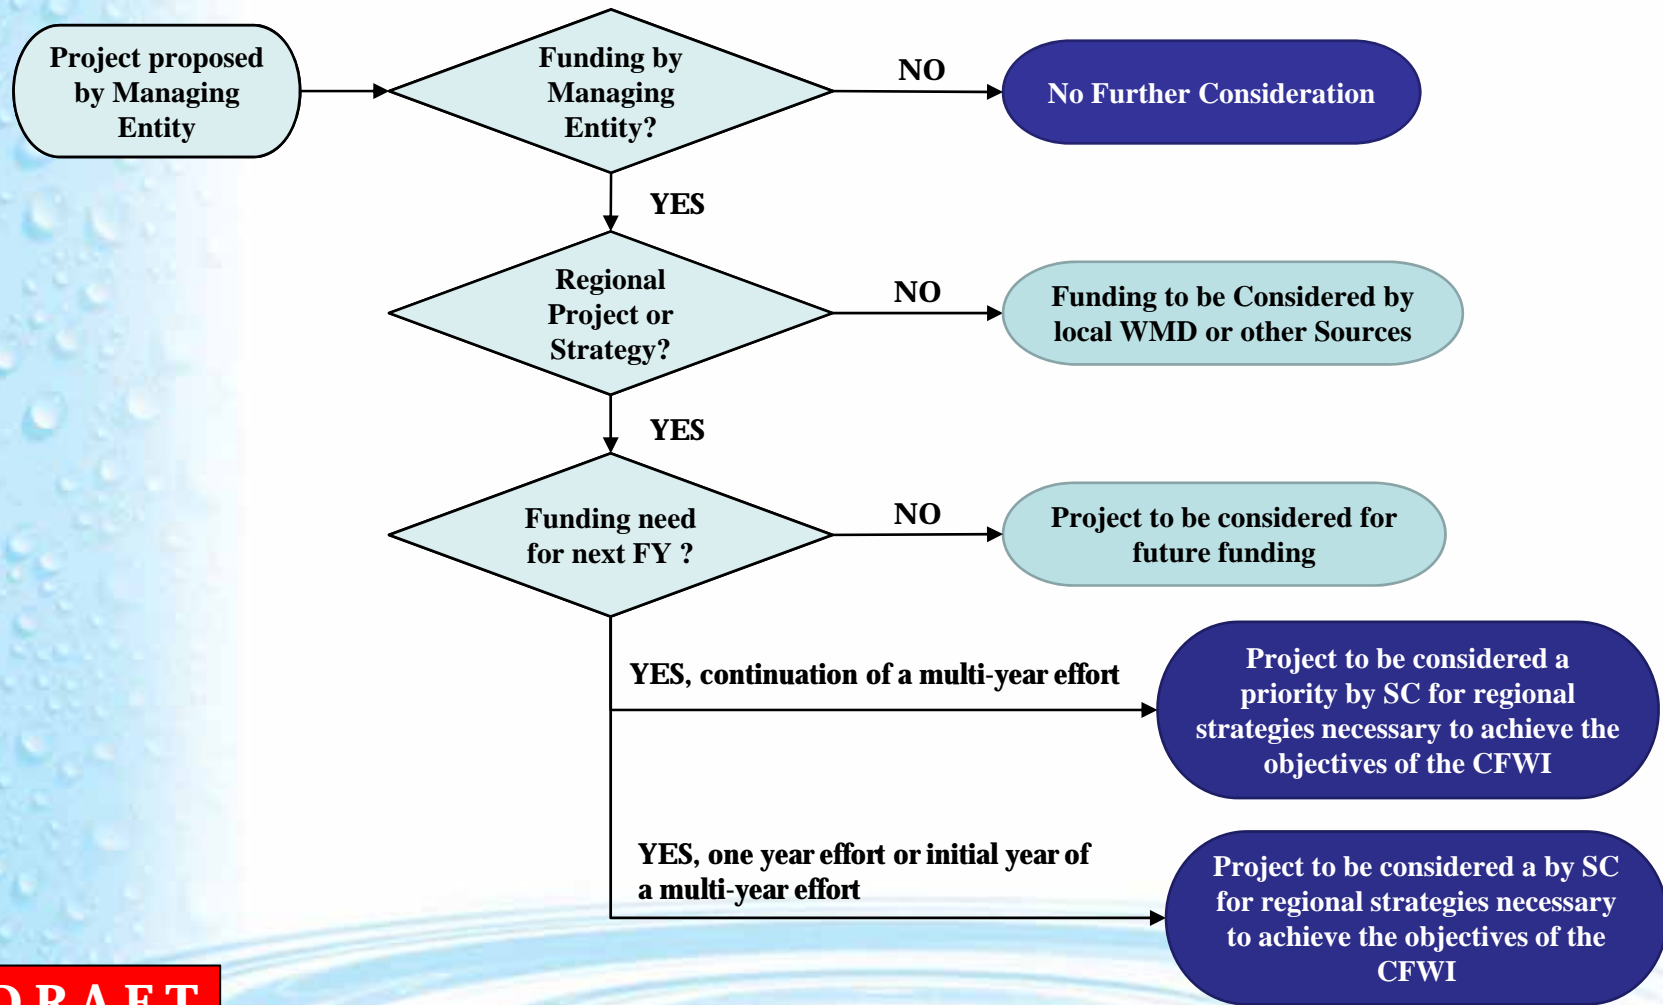 Project proposed
by Managing
Entity
Funding by
Managing
Entity?
NO
No Further Consideration
YES
Regional
Project or
Strategy?
NO
Funding to be Considered by
local WMD or other Sources
YES
Funding need
for next FY ?
NO
Project to be considered for
future funding
YES, continuation of a multi-year effort
Project to be considered a
priority by SC for regional
strategies necessary to achieve the
objectives of the CFWI
YES, one year effort or initial year of
a multi-year effort
Project to be considered a by SC
for regional strategies necessary
to achieve the objectives of the
CFWI
DRAFT